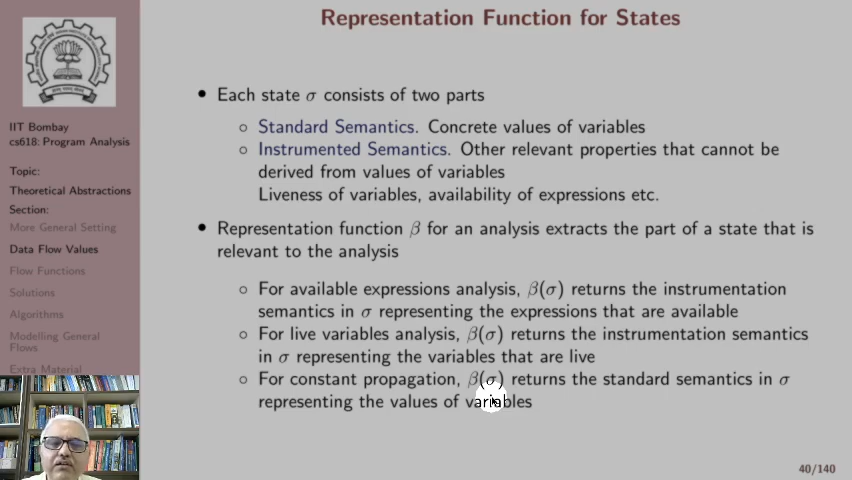 Representation Function for States
IIT Bombay
cs618: Program Analysis
Topic:
Theoretical Abstractions
Section:
More General Setting
Data Flow Values
Flow Functions
Solutions
Algorithms
Modelling General
Flows
Extra Material
• Each state σ consists of two parts
◦ Standard Semantics. Concrete values of variables
◦ Instrumented Semantics. Other relevant properties that cannot be
derived from values of variables
Liveness of variables, availability of expressions etc.
• Representation function β for an analysis extracts the part of a state that is
relevant to the analysis
◦ For available expressions analysis, β(σ) returns the instrumentation
semantics in σ representing the expressions that are available
◦ For live variables analysis, β(σ) returns the instrumentation semantics
in σ representing the variables that are live
◦ For constant propagation, β(σ) returns the standard semantics in σ
representing the values of variables
40/140